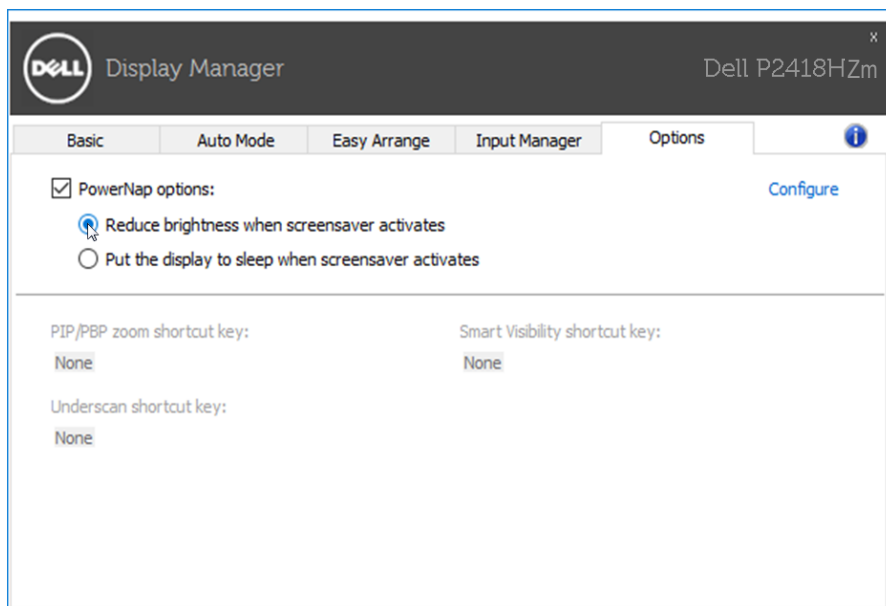 x
DELL Display Manager Dell P2418HZm
Basic Auto Mode Easy Arrange Input Manager Options i
PowerNap options: Configure
Reduce brightness when screensaver activates
Put the display to sleep when screensaver activates
PIP/PBP zoom shortcut key: Smart Visibility shortcut key:
None None
Underscan shortcut key:
None